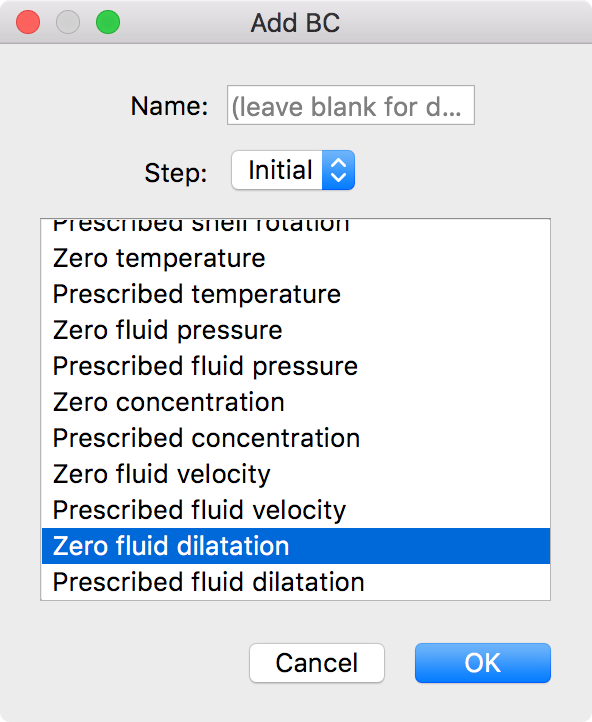 Add BC
Name: (leave blank for d...
Step: Initial
Prescribed shell rotation
Zero temperature
Prescribed temperature
Zero fluid pressure
Prescribed fluid pressure
Zero concentration
Prescribed concentration
Zero fluid velocity
Prescribed fluid velocity
Zero fluid dilatation
Prescribed fluid dilatation
Cancel OK